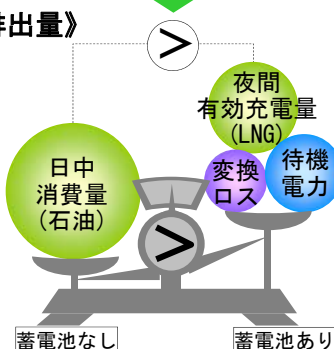 排出量》
>
夜間
有効充電量
(LNG)
日中
消費量
(石油)
変換
ロス
待機
電力
>
蓄電池なし
蓄電池あり